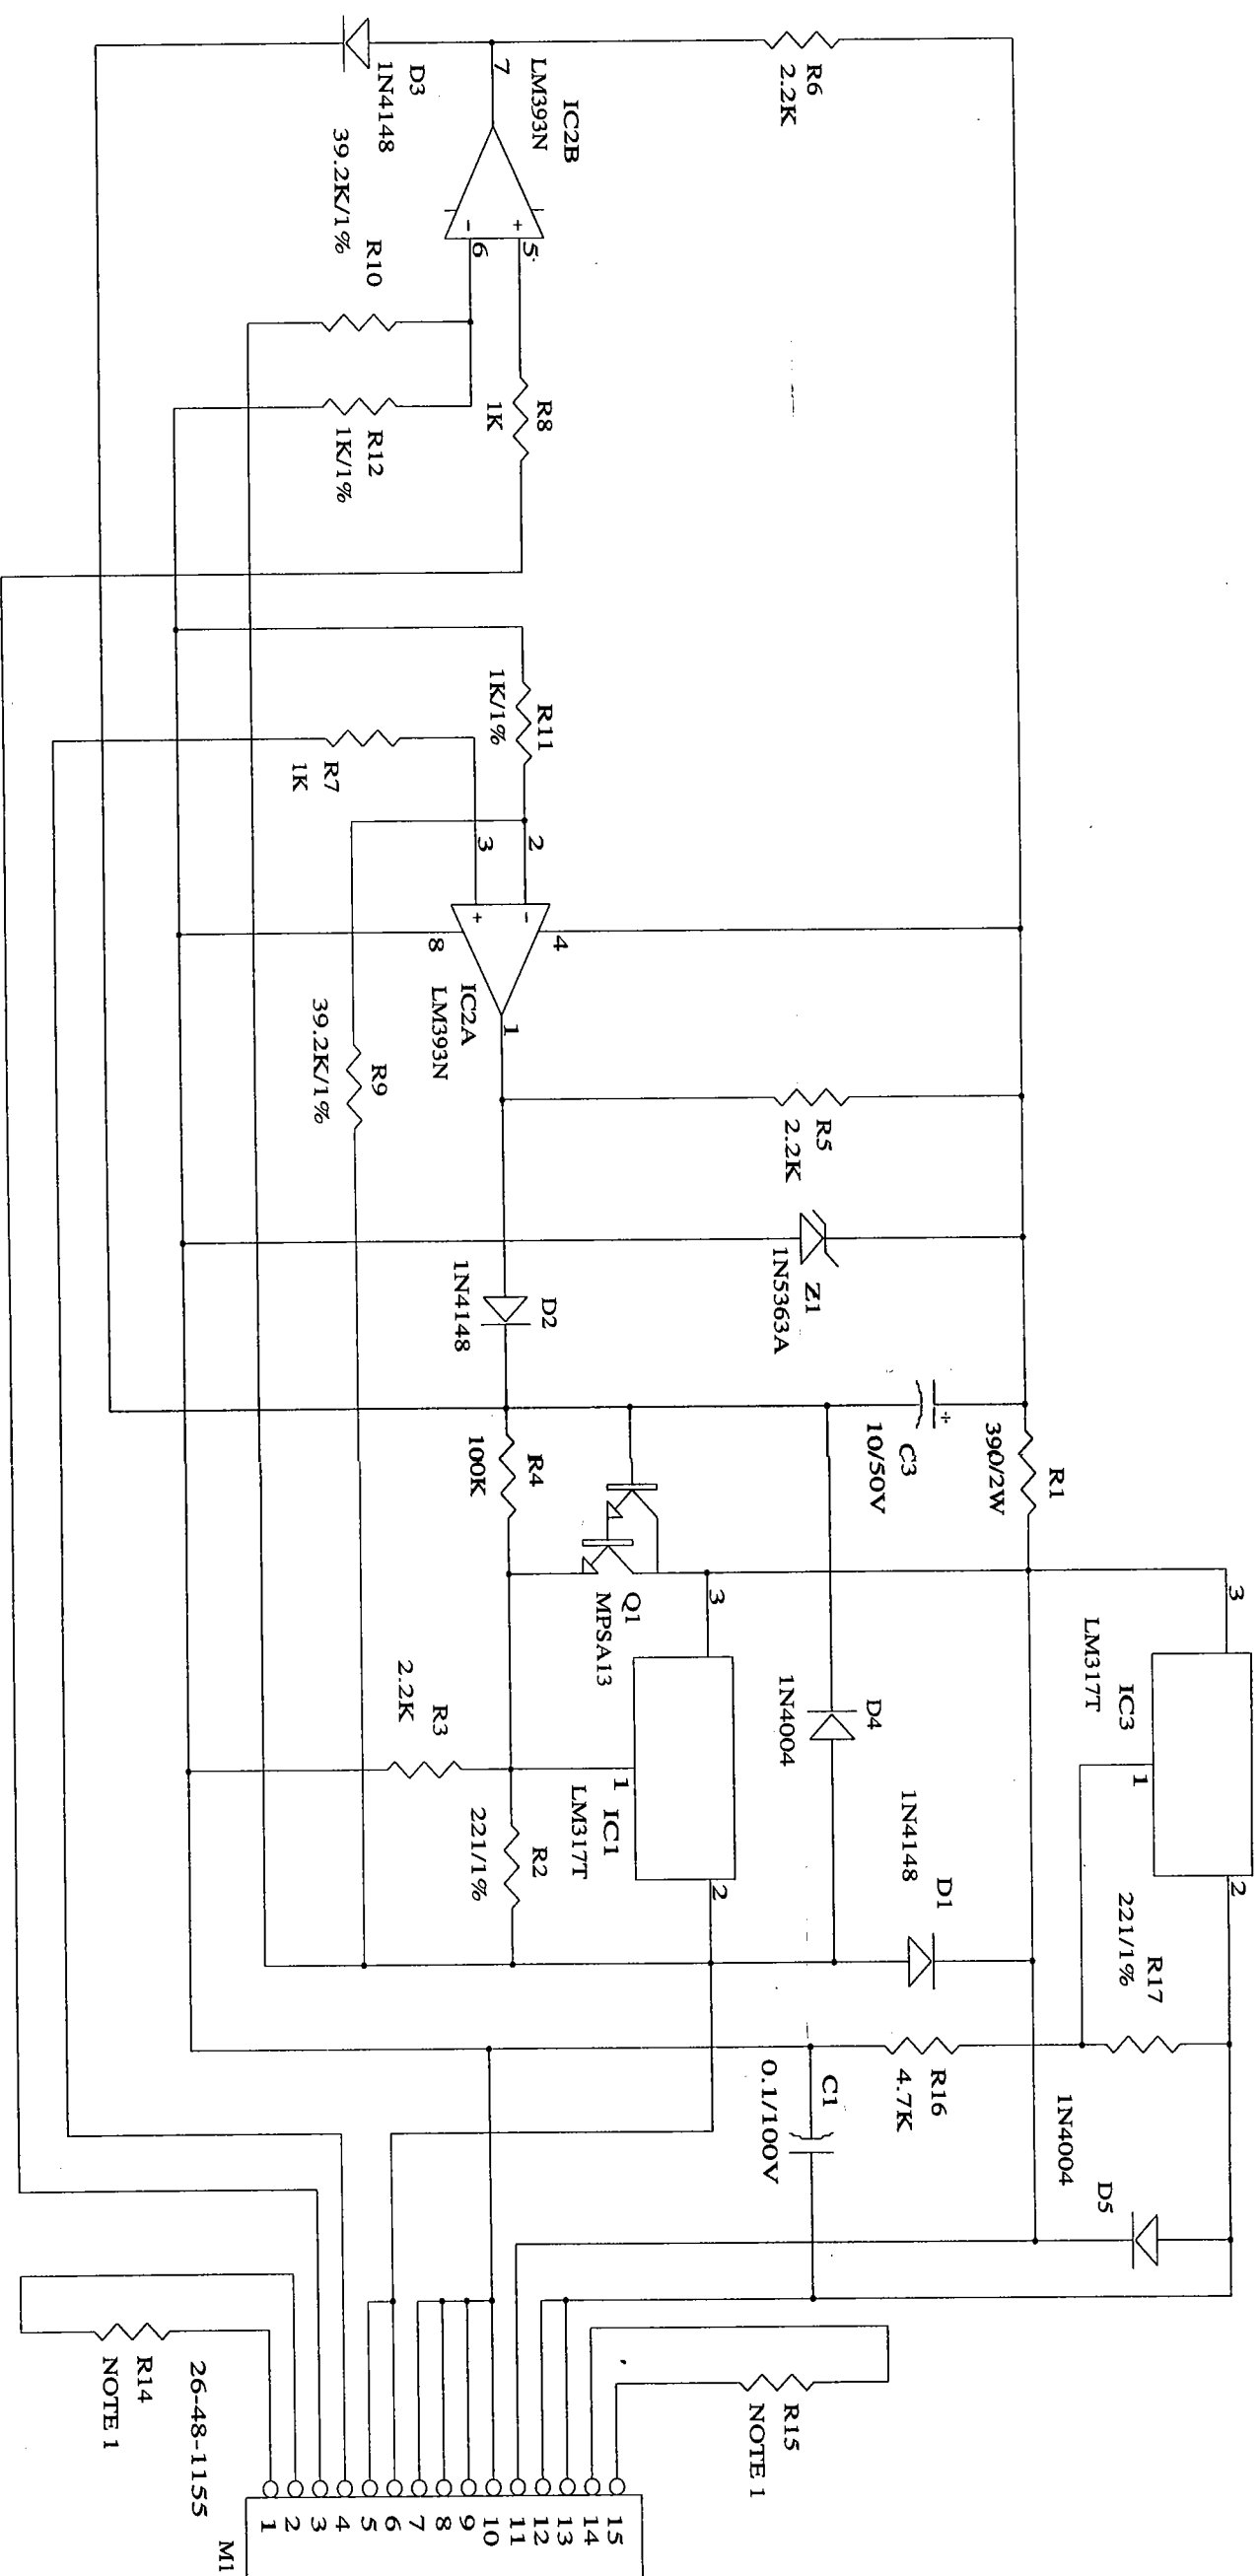 R6
2.2K
IC2B
LM393N
7
D3
1N4148
+
-
5
6
R10
39.2K/1%
R12
1K/1%
R8
1K
R11
1K/1%
R7
1K
2
3
-
+
4
8
1
IC2A
LM393N
R9
39.2K/1%
R5
2.2K
Z1
1N5363A
D2
1N4148
+
C3
10/50V
R1
390/2W
R4
100K
Q1
MPSA13
3
IC3
LM317T
1
2
3
IC1
LM317T
1
2
R3
2.2K
R2
221/1%
D4
1N4004
D1
1N4148
R17
221/1%
R16
4.7K
C1
0.1/100V
D5
1N4004
R15
NOTE 1
R14
NOTE 1
26-48-1155
15
14
13
12
11
10
9
8
7
6
5
4
3
2
1
M1